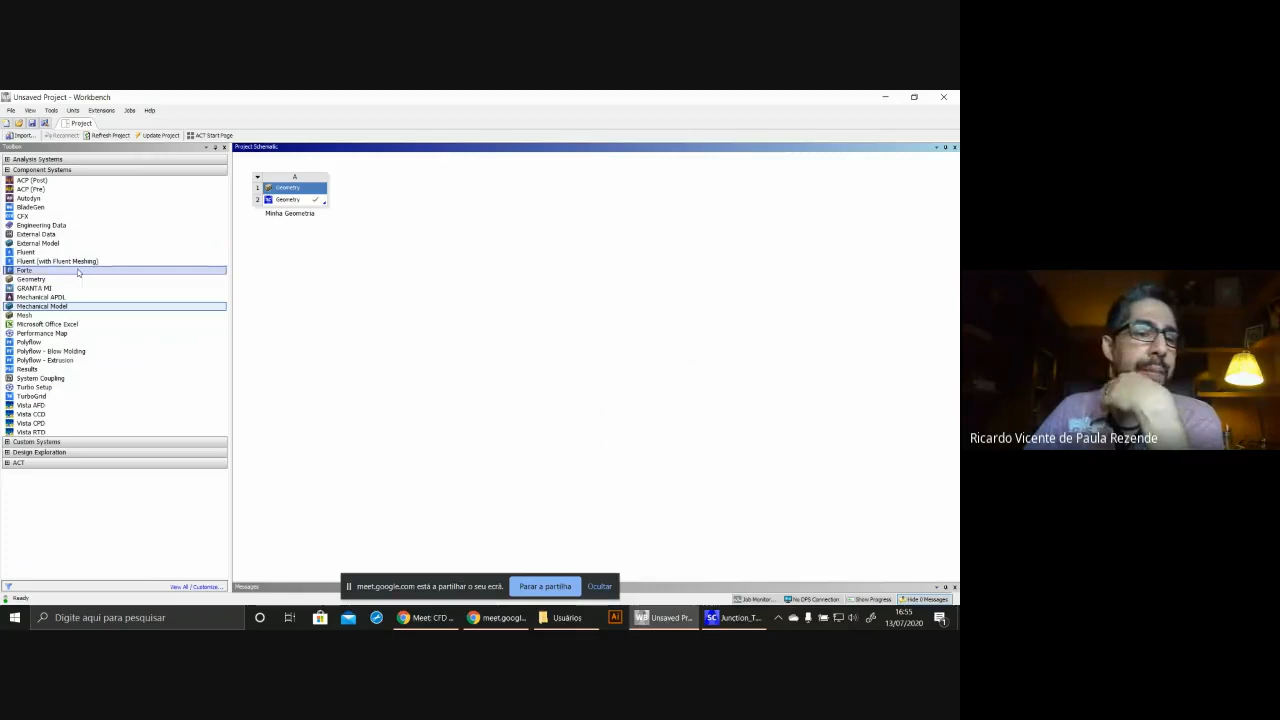 Unsaved Project - Workbench
File View Tools Units Extensions Jobs Help
Project
Import... Reconnect Refresh Project Update Project ACT Start Page
Toolbox
Project Schematic
Analysis Systems
Component Systems
ACP (Post)
ACP (Pre)
Autodyn
BladeGen
CFX
Engineering Data
External Data
External Model
Fluent
Fluent (with Fluent Meshing)
Forte
Geometry
GRANTA MI
Mechanical APDL
Mechanical Model
Mesh
Microsoft Office Excel
Performance Map
Polyflow
Polyflow - Blow Molding
Polyflow - Extrusion
Results
System Coupling
Turbo Setup
TurboGrid
Vista AFD
Vista CCD
Vista CPD
Vista RTD
Custom Systems
Design Exploration
ACT
A
1 Geometry
2 SC Geometry
Minha Geometria
Ricardo Vicente de Paula Rezende
View All / Customize...
Messages
meet.google.com está a partilhar o seu ecrã. Parar a partilha Ocultar
Ready
Job Monitor... No DPS Connection Show Progress Hide 0 Messages
Digite aqui para pesquisar
Meet: CFD ...
meet.googl...
Usuários
Ai
WB Unsaved Pr...
SC Junction_T...
16:55
13/07/2020
1